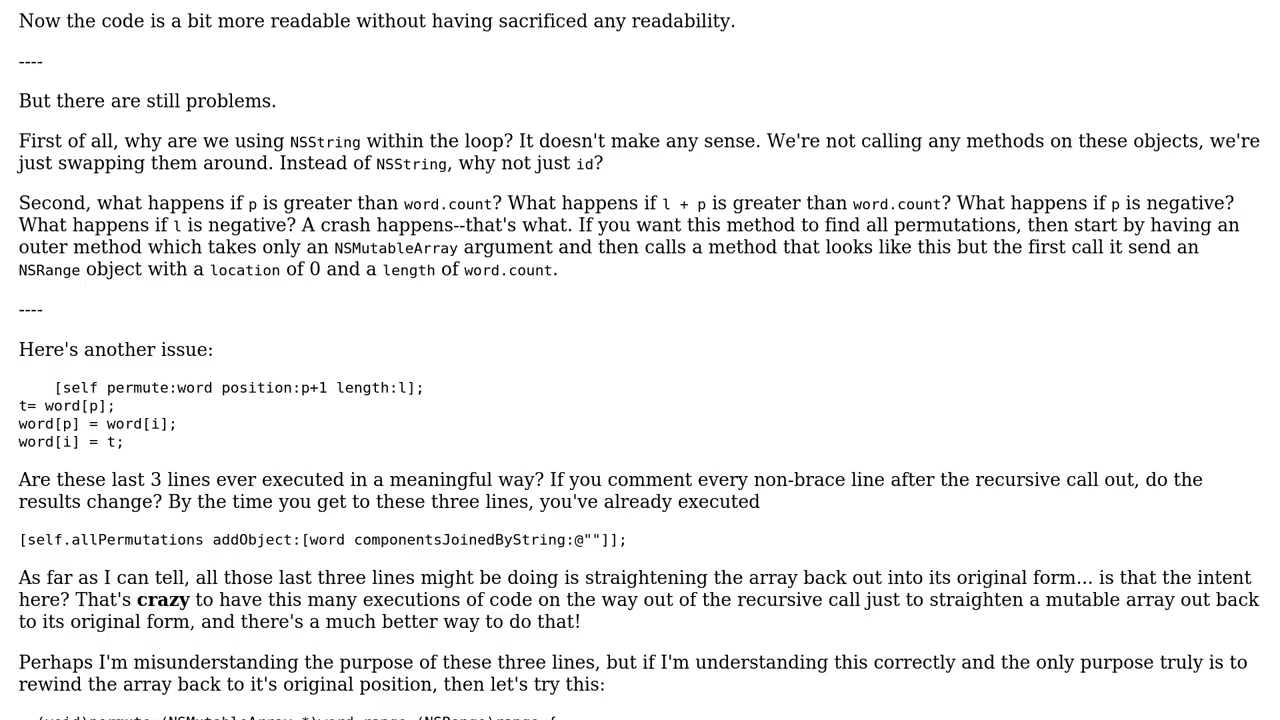 Now the code is a bit more readable without having sacrificed any readability.
----
But there are still problems.
First of all, why are we using NSString within the loop? It doesn't make any sense. We're not calling any methods on these objects, we're
just swapping them around. Instead of NSString, why not just id?
Second, what happens if p is greater than word.count? What happens if l + p is greater than word.count? What happens if p is negative?
What happens if l is negative? A crash happens--that's what. If you want this method to find all permutations, then start by having an
outer method which takes only an NSMutableArray argument and then calls a method that looks like this but the first call it send an
NSRange object with a location of 0 and a length of word.count.
----
Here's another issue:
[self permute:word position:p+1 length:l];
t= word[p];
word[p] = word[i];
word[i] = t;
Are these last 3 lines ever executed in a meaningful way? If you comment every non-brace line after the recursive call out, do the
results change? By the time you get to these three lines, you've already executed
[self.allPermutations addObject:[word componentsJoinedByString:@""]];
As far as I can tell, all those last three lines might be doing is straightening the array back out into its original form... is that the intent
here? That's crazy to have this many executions of code on the way out of the recursive call just to straighten a mutable array out back
to its original form, and there's a much better way to do that!
Perhaps I'm misunderstanding the purpose of these three lines, but if I'm understanding this correctly and the only purpose truly is to
rewind the array back to it's original position, then let's try this: